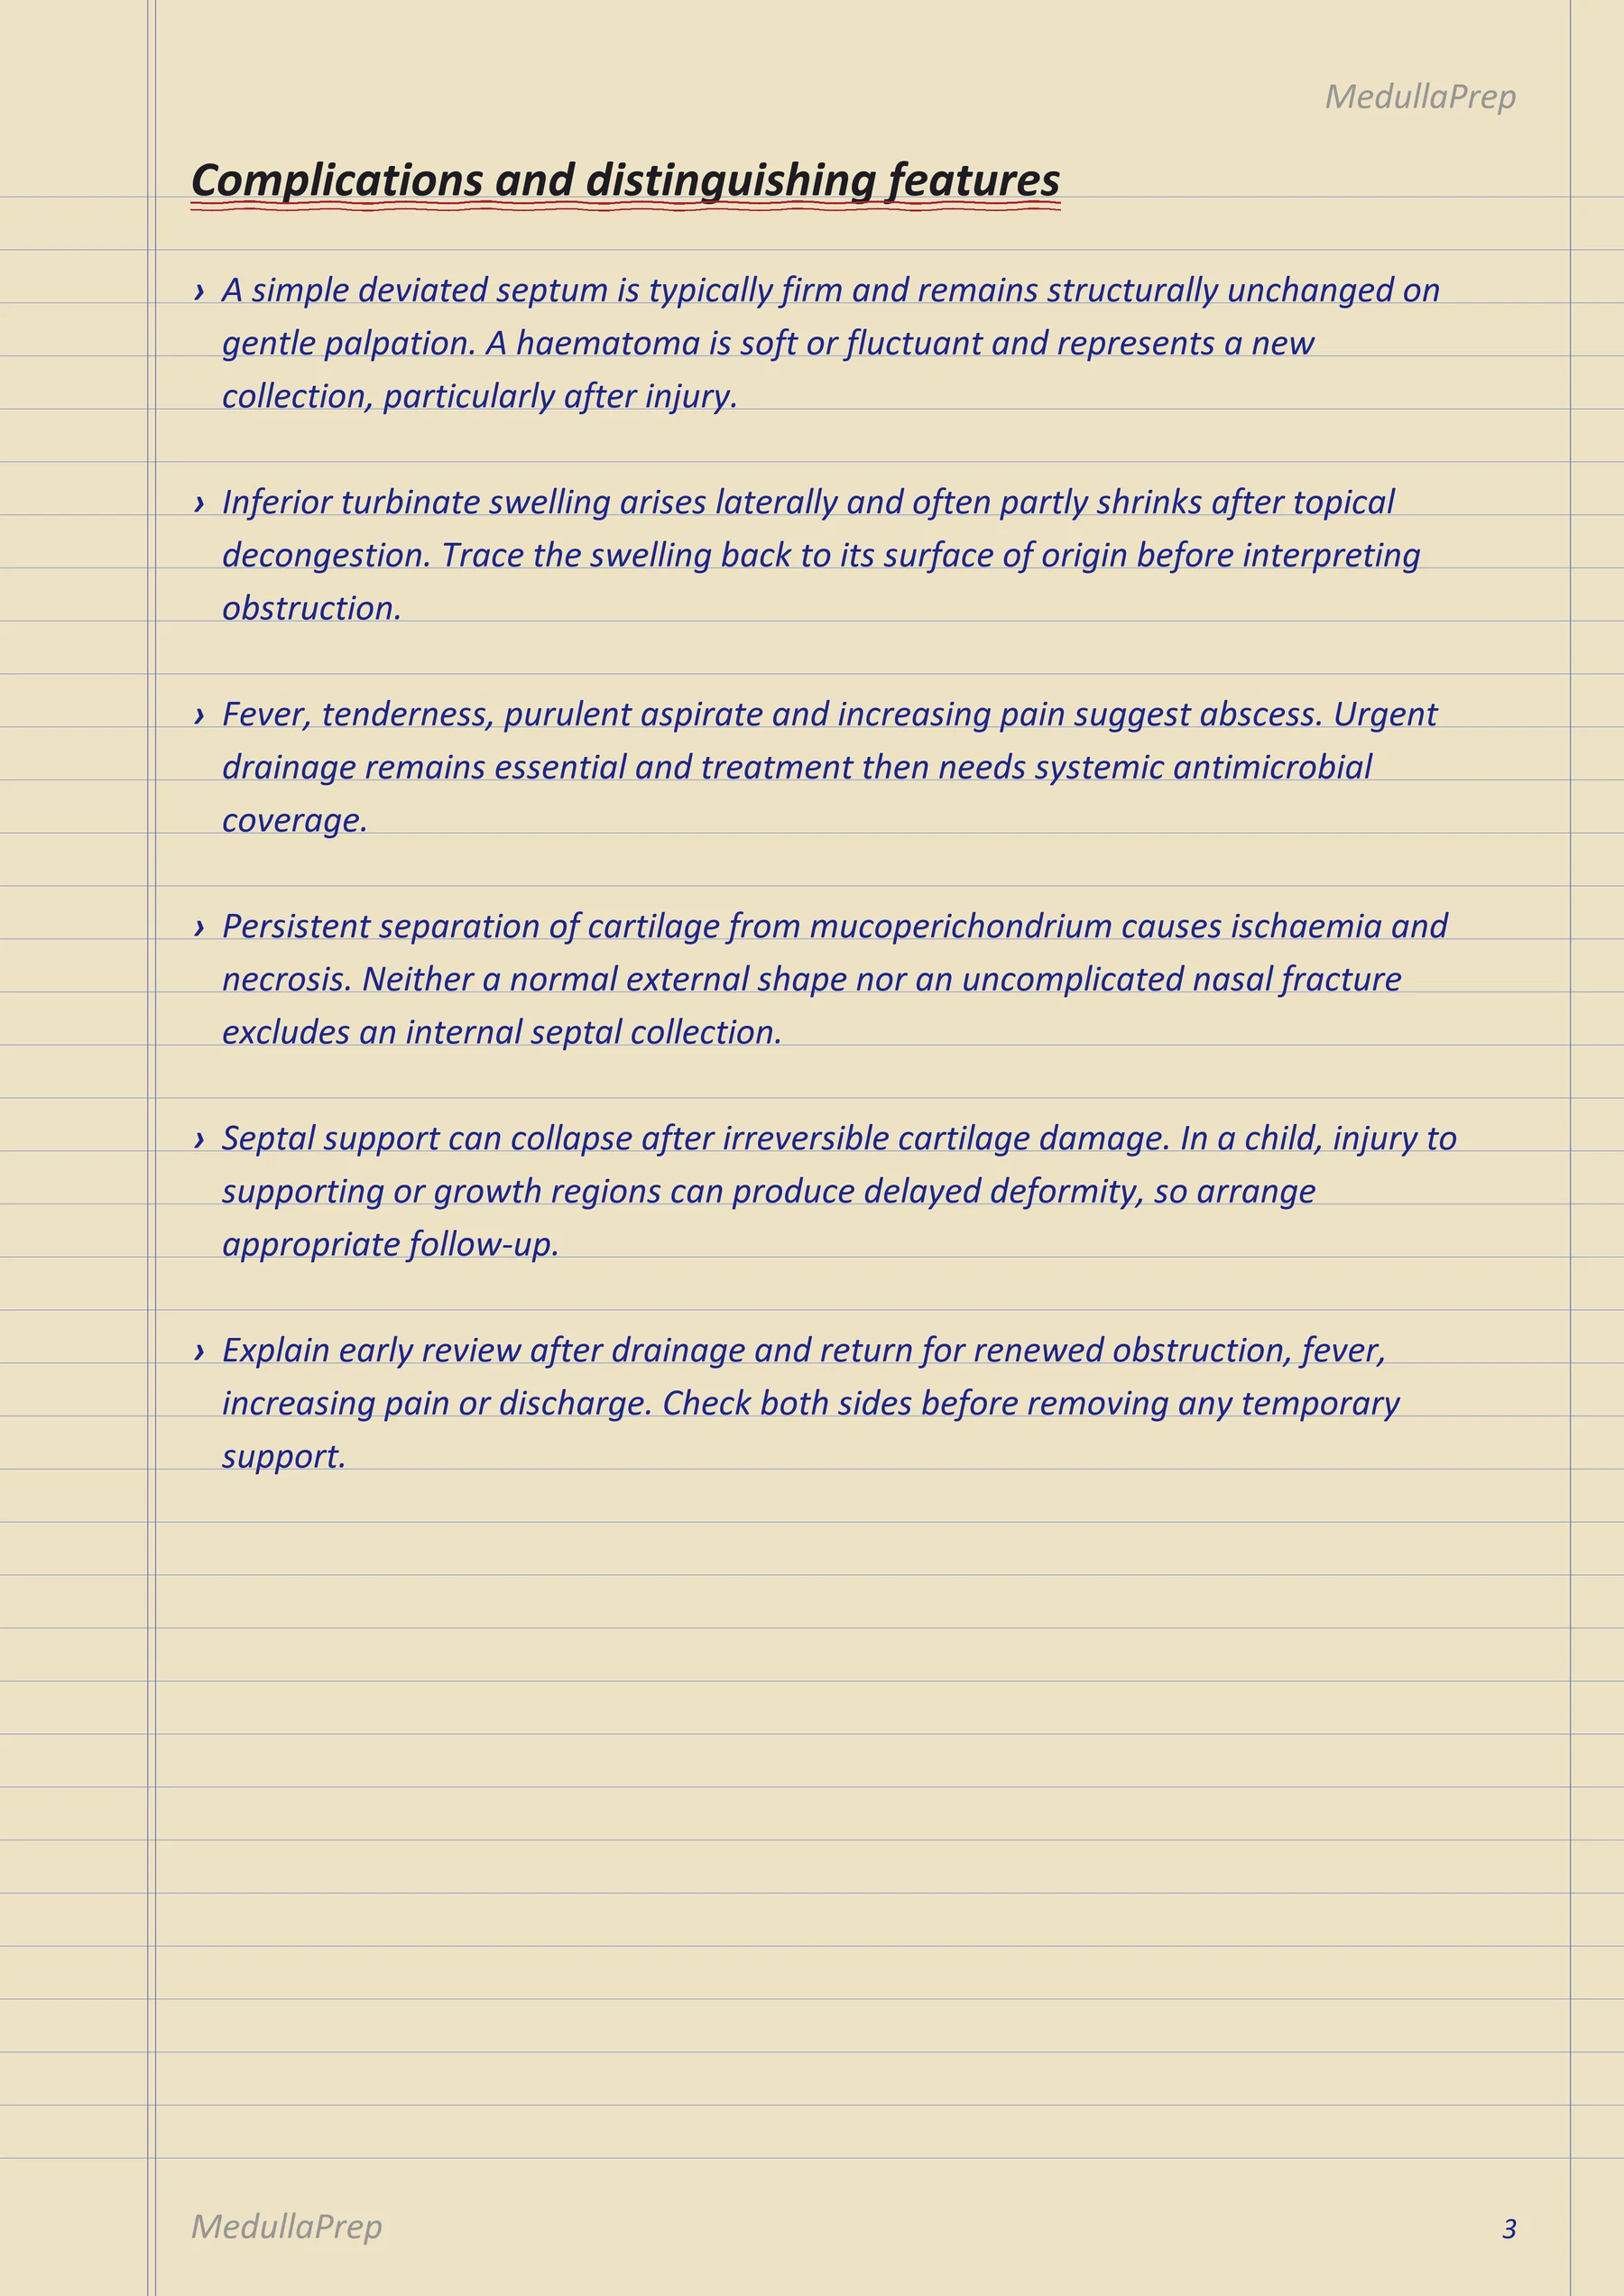 MedullaPrep
Complications and distinguishing features
› A simple deviated septum is typically firm and remains structurally unchanged on
gentle palpation. A haematoma is soft or fluctuant and represents a new
collection, particularly after injury.
› Inferior turbinate swelling arises laterally and often partly shrinks after topical
decongestion. Trace the swelling back to its surface of origin before interpreting
obstruction.
› Fever, tenderness, purulent aspirate and increasing pain suggest abscess. Urgent
drainage remains essential and treatment then needs systemic antimicrobial
coverage.
› Persistent separation of cartilage from mucoperichondrium causes ischaemia and
necrosis. Neither a normal external shape nor an uncomplicated nasal fracture
excludes an internal septal collection.
› Septal support can collapse after irreversible cartilage damage. In a child, injury to
supporting or growth regions can produce delayed deformity, so arrange
appropriate follow-up.
› Explain early review after drainage and return for renewed obstruction, fever,
increasing pain or discharge. Check both sides before removing any temporary
support.
MedullaPrep
3